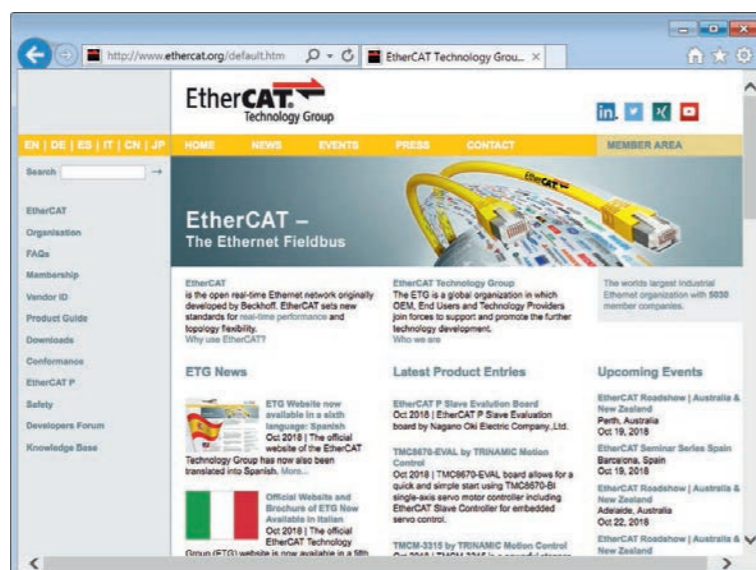 http://www.ethercat.org/default.htm
EtherCAT Technology Grou...
EtherCAT
Technology Group
in
EN | DE | ES | IT | CN | JP
HOME NEWS EVENTS PRESS CONTACT MEMBER AREA
Search
EtherCAT
Organisation
FAQs
Membership
Vendor ID
Product Guide
Downloads
Conformance
EtherCAT P
Safety
Developers Forum
Knowledge Base
EtherCAT –
The Ethernet Fieldbus
EtherCAT
EtherCAT
is the open real-time Ethernet network originally
developed by Beckhoff. EtherCAT sets new
standards for real-time performance and
topology flexibility.
Why use EtherCAT?
EtherCAT Technology Group
The ETG is a global organization in which
OEM, End Users and Technology Providers
join forces to support and promote the further
technology development.
Who we are
The worlds largest Industrial
Ethernet organization with 5030
member companies.
ETG News
ETG Website now
available in a sixth
language: Spanish
Oct 2018 | The official
website of the EtherCAT
Technology Group has now also been
translated into Spanish. More...
Official Website and
Brochure of ETG Now
Available in Italian
Oct 2018 | The official
EtherCAT Technology
Group (ETG) website is now available in a fifth
Latest Product Entries
EtherCAT P Slave Evalution Board
Oct 2018 | EtherCAT P Slave Evaluation
board by Nagano Oki Electric Company.,Ltd.
TMC8670-EVAL by TRINAMIC Motion
Control
Oct 2018 | TMC8670-EVAL board allows for a
quick and simple start using TMC8670-BI
single-axis servo motor controller including
EtherCAT Slave Controller for embedded
servo control.
TMCM-3315 by TRINAMIC Motion Control
Oct 2018 | TMCM-3315 is a powerful
Upcoming Events
EtherCAT Roadshow | Australia &
New Zealand
Perth, Australia
Oct 19, 2018
EtherCAT Seminar Series Spain
Barcelona, Spain
Oct 19, 2018
EtherCAT Roadshow | Australia &
New Zealand
Adelaide, Australia
Oct 22, 2018
EtherCAT Roadshow | Australia &
New Zealand